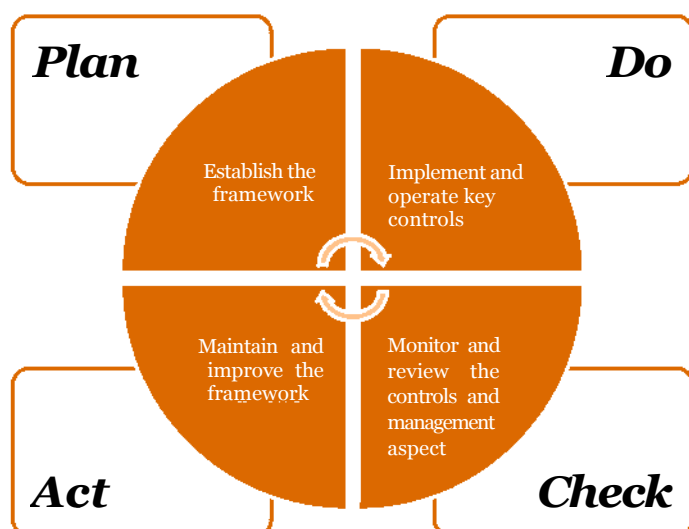 Plan
Do
Establish the
framework
Implement and
operate key
controls
Maintain and
improve the
framework
Monitor and
review the
controls and
management
aspect
Act
Check